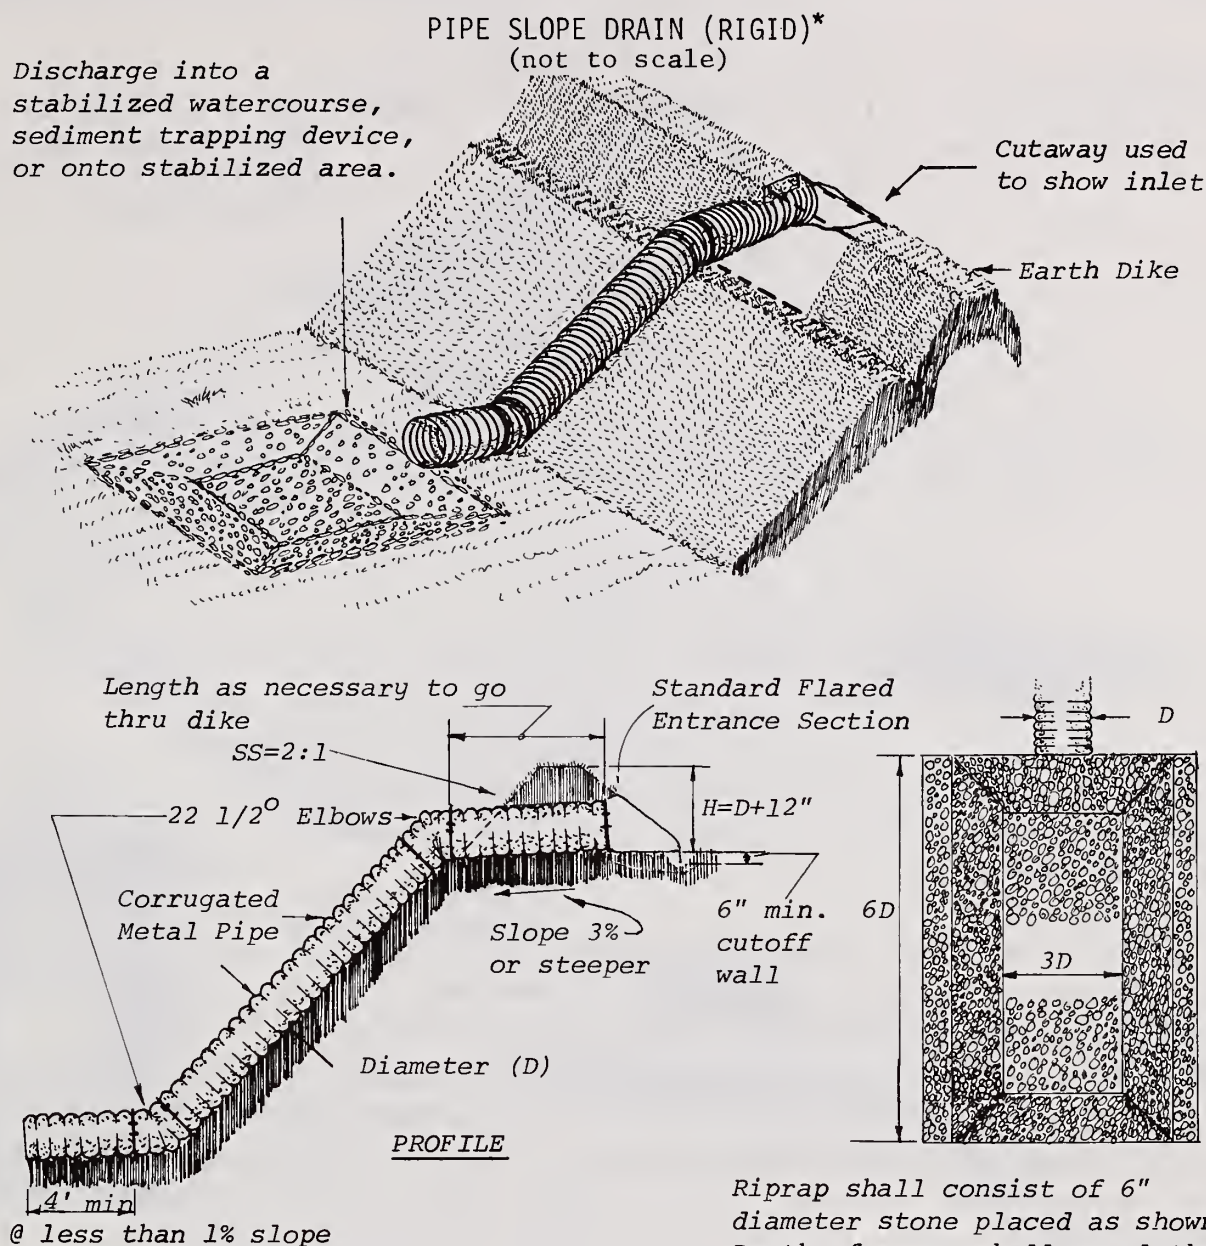 PIPE SLOPE DRAIN (RIGID)*
(not to scale)
Discharge into a
stabilized watercourse,
sediment trapping device,
or onto stabilized area.
Cutaway used
to show inlet
Earth Dike
Length as necessary to go
thru dike
SS=2:1
Standard Flared
Entrance Section
D
22 1/2° Elbows
H=D+12"
Corrugated
Metal Pipe
Slope 3%
or steeper
6" min.
cutoff
wall
6D
3D
Diameter (D)
PROFILE
4' min
@ less than 1% slope
Riprap shall consist of 6"
diameter stone placed as shown